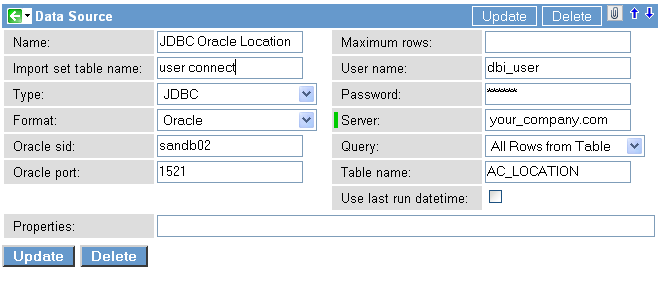 Data Source Update Delete
Name: JDBC Oracle Location Maximum rows:
Import set table name: user connect User name: dbi_user
Type: JDBC Password: *******
Format: Oracle Server: your_company.com
Oracle sid: sandb02 Query: All Rows from Table
Oracle port: 1521 Table name: AC_LOCATION
Use last run datetime:
Properties:
Update Delete